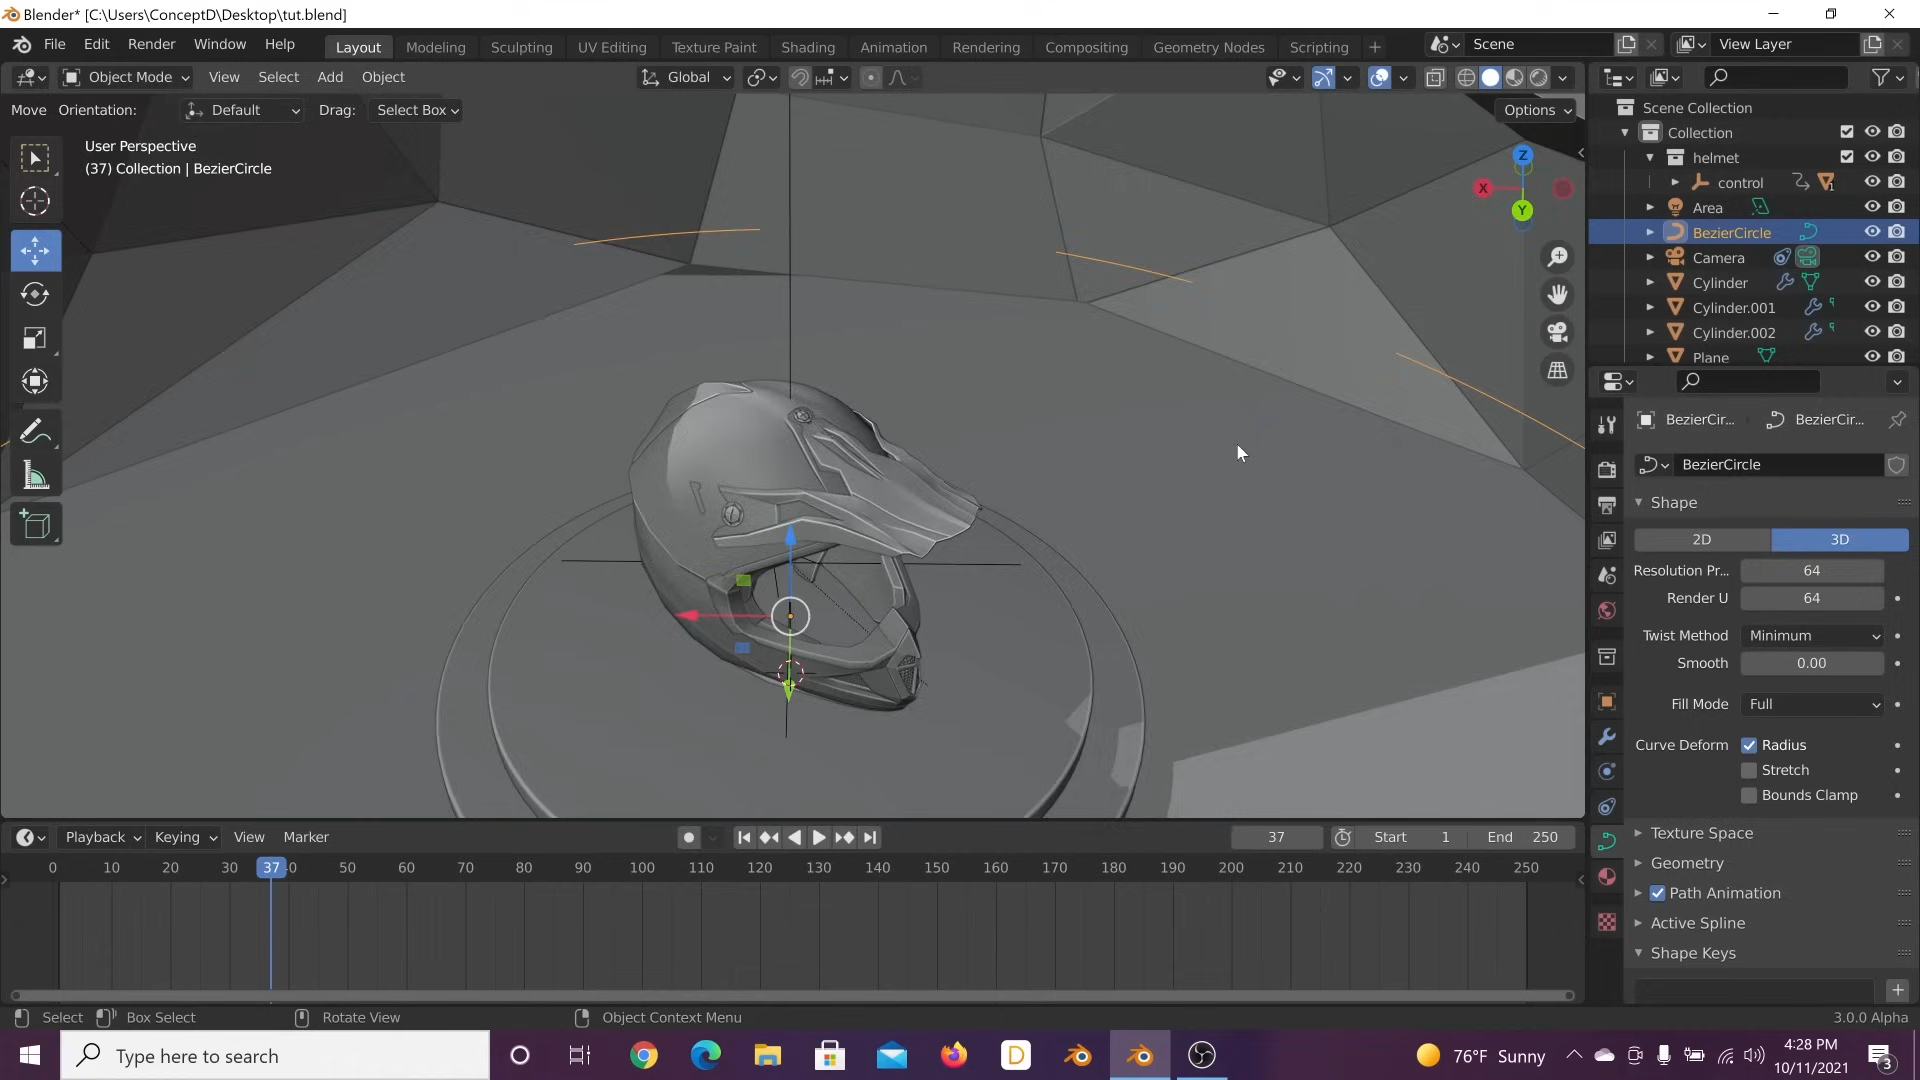 Blender* [C:\Users\ConceptD\Desktop\tut.blend]
File Edit Render Window Help Layout Modeling Sculpting UV Editing Texture Paint Shading Animation Rendering Compositing Geometry Nodes Scripting + Scene View Layer
Object Mode View Select Add Object Global
Move Orientation: Default Drag: Select Box Options
User Perspective
(37) Collection | BezierCircle
Z
X
Y
Scene Collection
Collection
helmet
control 1
Area
BezierCircle
Camera
Cylinder
Cylinder.001
Cylinder.002
Plane
BezierCir... BezierCir...
BezierCircle
Shape
2D 3D
Resolution Pr... 64
Render U 64
Twist Method Minimum
Smooth 0.00
Fill Mode Full
Curve Deform Radius
Stretch
Bounds Clamp
Texture Space
Geometry
Path Animation
Active Spline
Shape Keys
Playback Keying View Marker 37 Start 1 End 250
0 10 20 30 37 0 50 60 70 80 90 100 110 120 130 140 150 160 170 180 190 200 210 220 230 240 250
Select Box Select Rotate View Object Context Menu 3.0.0 Alpha
Type here to search D 76°F Sunny 4:28 PM
10/11/2021 3